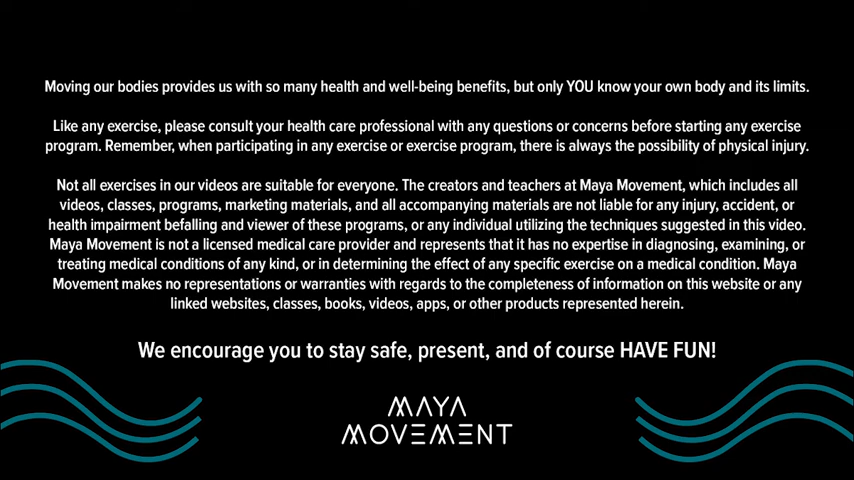 Moving our bodies provides us with so many health and well-being benefits, but only YOU know your own body and its limits.
Like any exercise, please consult your health care professional with any questions or concerns before starting any exercise
program. Remember, when participating in any exercise or exercise program, there is always the possibility of physical injury.
Not all exercises in our videos are suitable for everyone. The creators and teachers at Maya Movement, which includes all
videos, classes, programs, marketing materials, and all accompanying materials are not liable for any injury, accident, or
health impairment befalling and viewer of these programs, or any individual utilizing the techniques suggested in this video.
Maya Movement is not a licensed medical care provider and represents that it has no expertise in diagnosing, examining, or
treating medical conditions of any kind, or in determining the effect of any specific exercise on a medical condition. Maya
Movement makes no representations or warranties with regards to the completeness of information on this website or any
linked websites, classes, books, videos, apps, or other products represented herein.
We encourage you to stay safe, present, and of course HAVE FUN!
MAYA
MOVEMENT